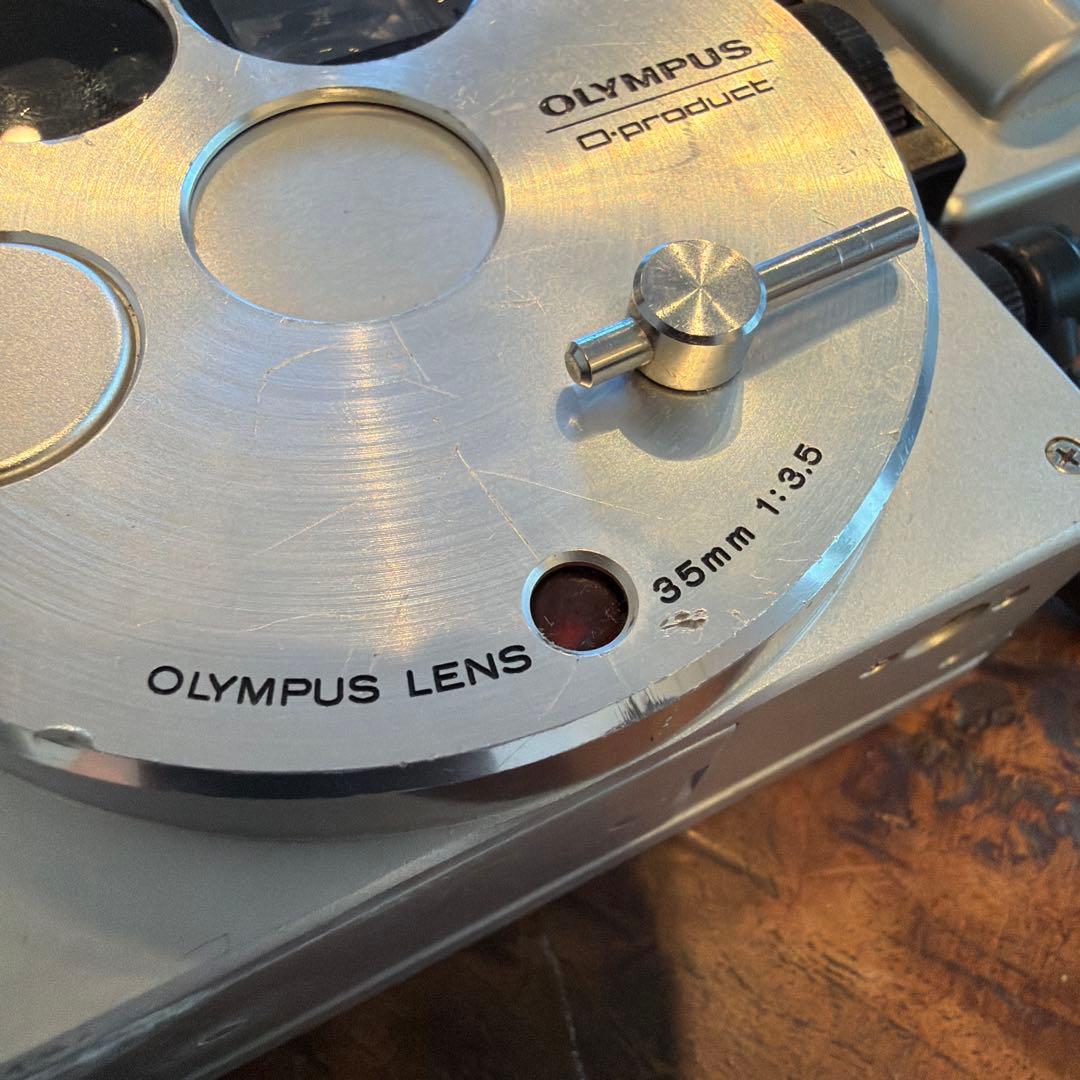 OLYMPUS
O·product
35mm 1:3.5
OLYMPUS LENS